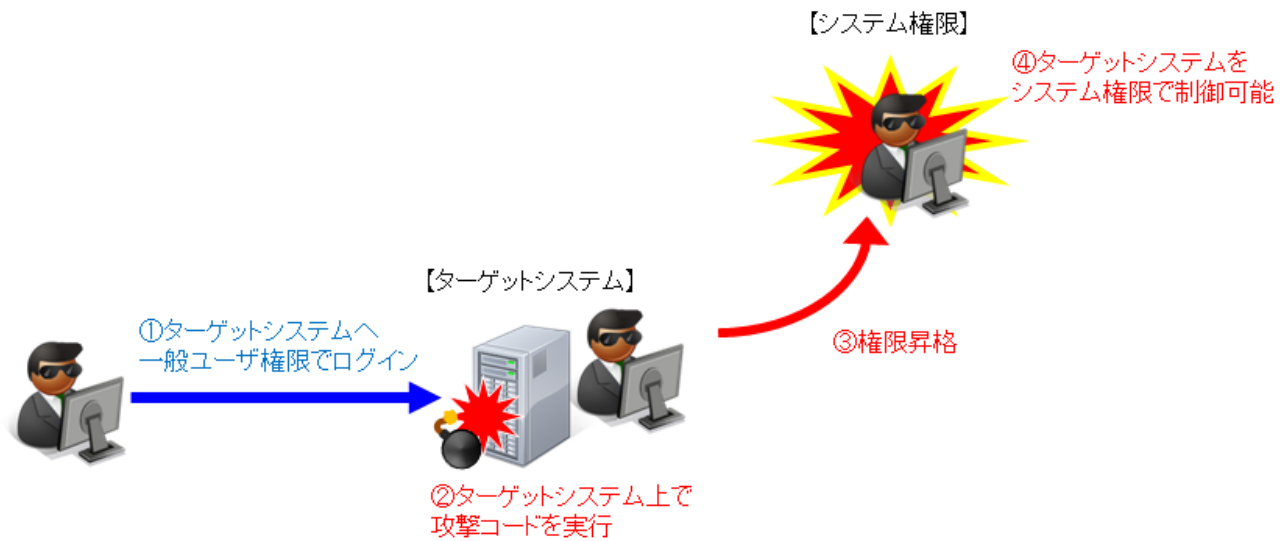 【システム権限】
④ターゲットシステムを
システム権限で制御可能
【ターゲットシステム】
①ターゲットシステムへ
一般ユーザ権限でログイン
③権限昇格
②ターゲットシステム上で
攻撃コードを実行